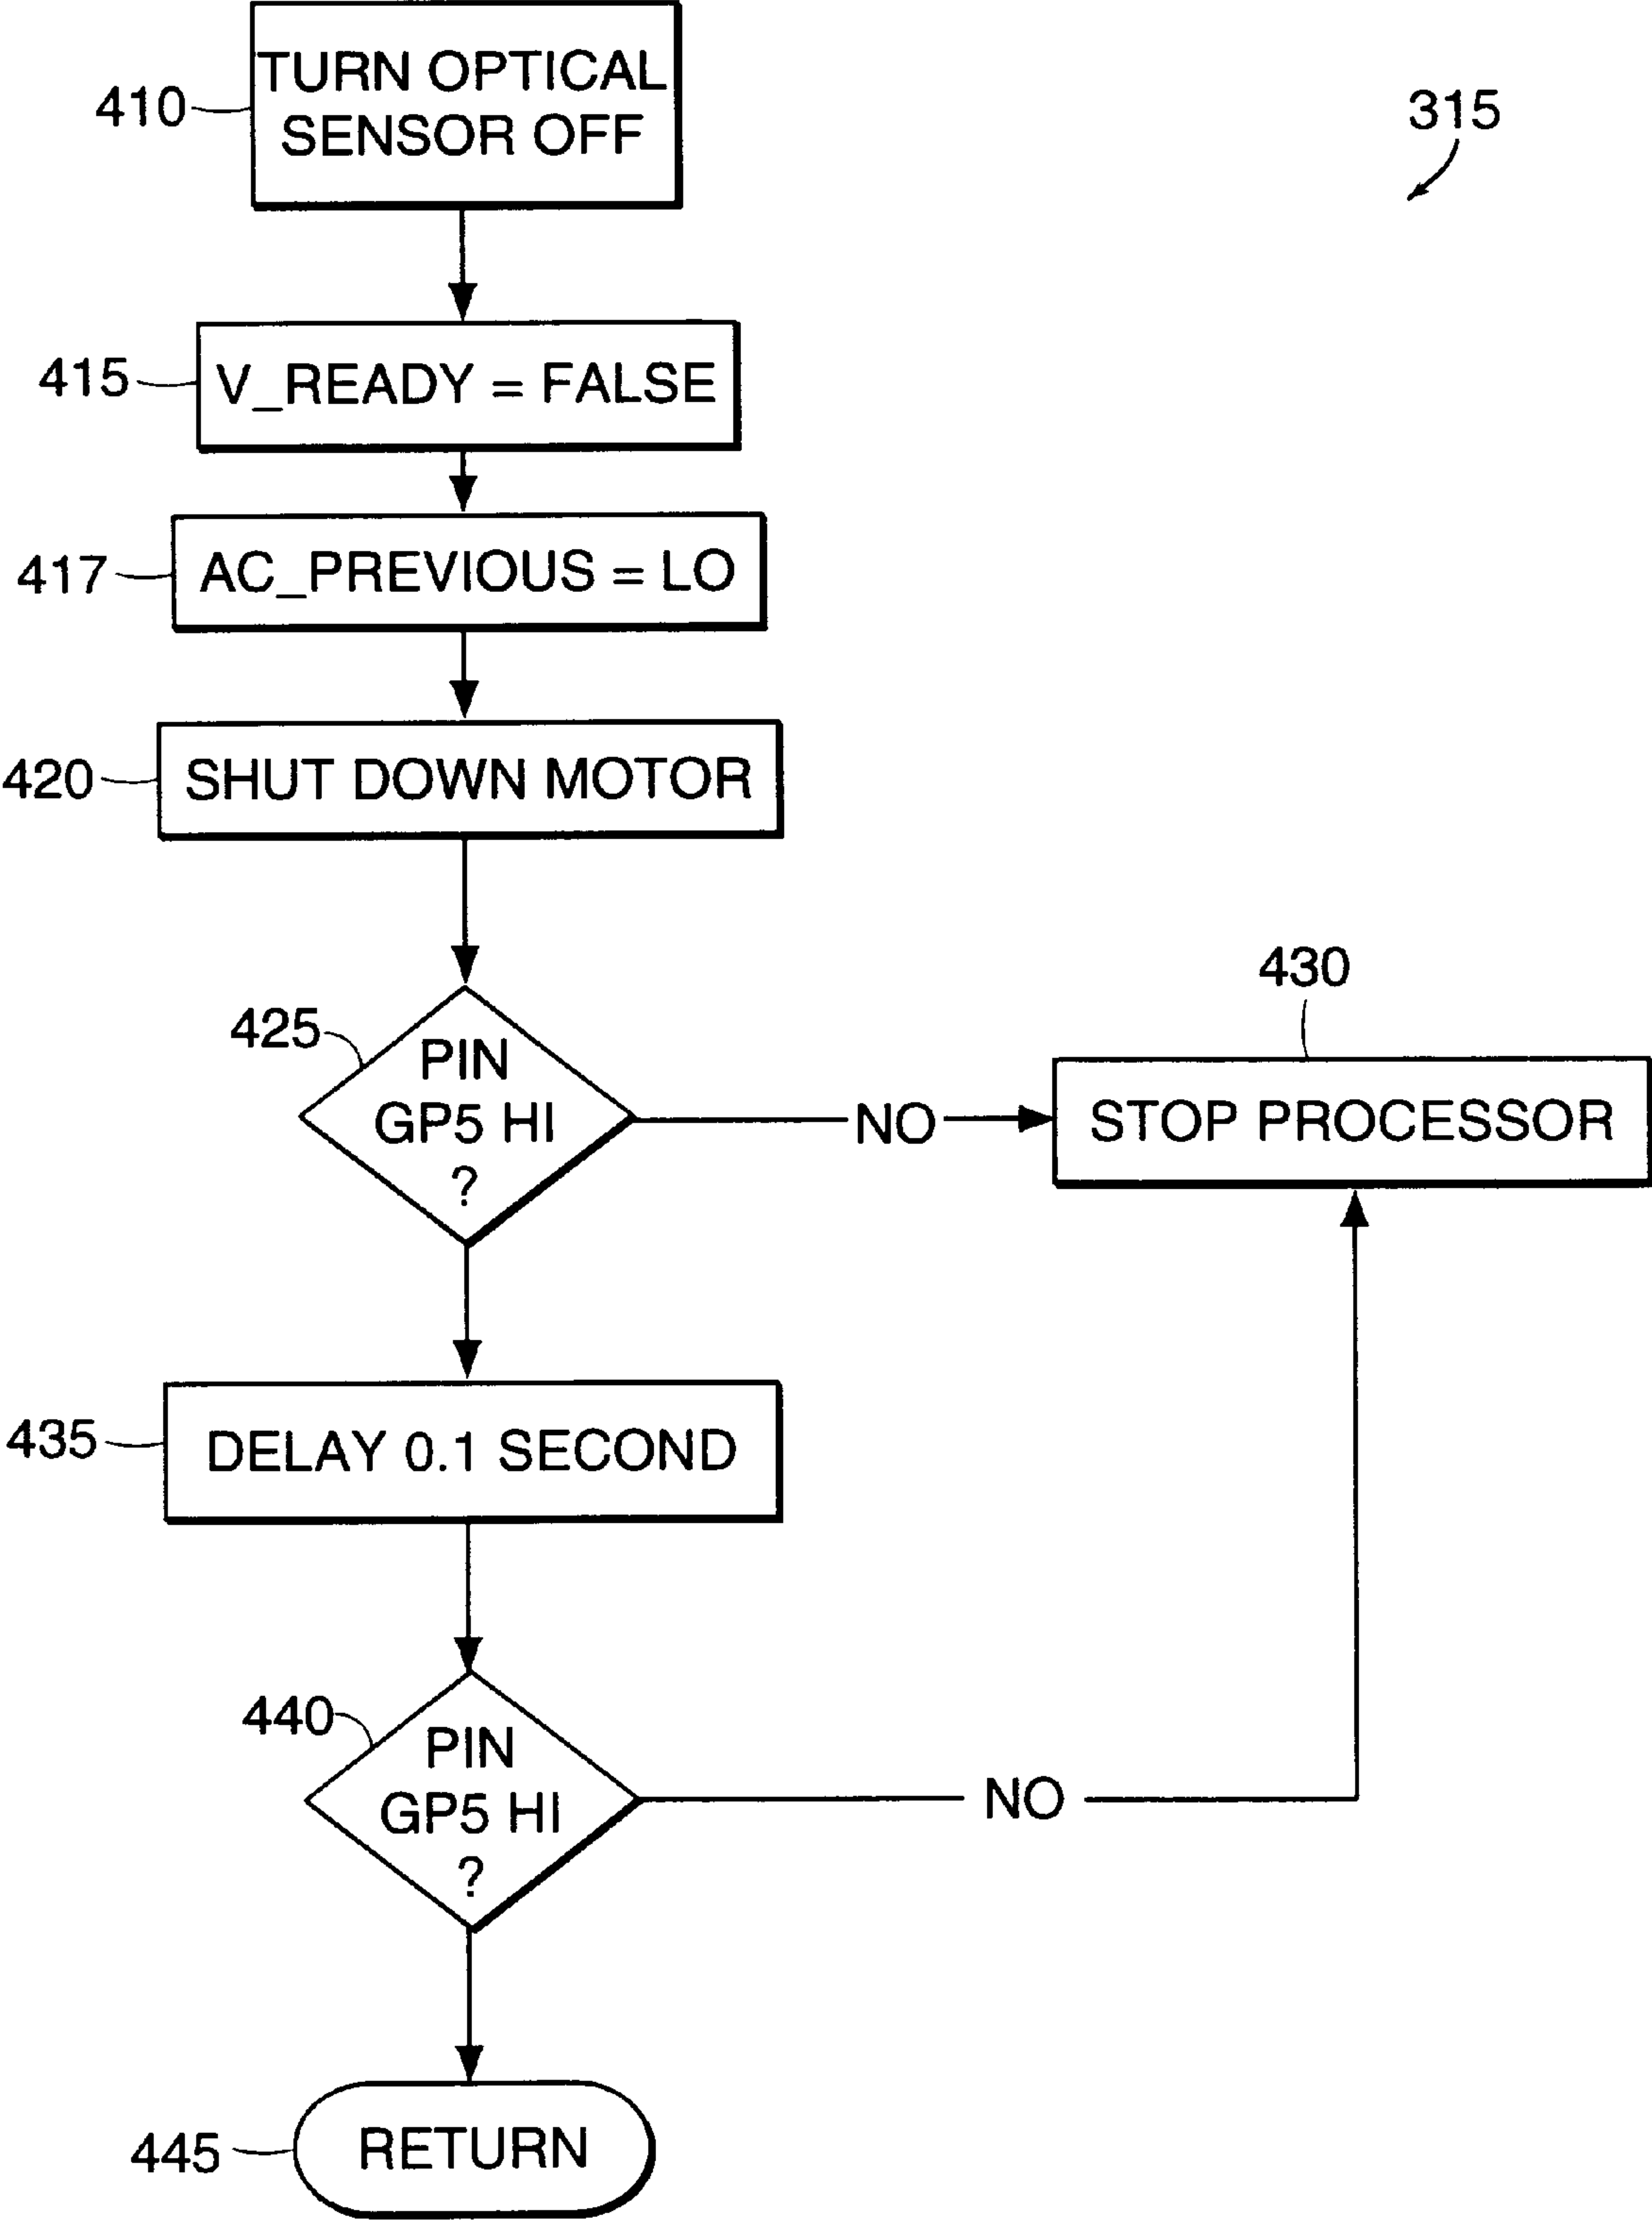 410
TURN OPTICAL
SENSOR OFF
315
415
V_READY = FALSE
417
AC_PREVIOUS = LO
420
SHUT DOWN MOTOR
425
PIN
GP5 HI
?
NO
430
STOP PROCESSOR
435
DELAY 0.1 SECOND
440
PIN
GP5 HI
?
NO
445
RETURN